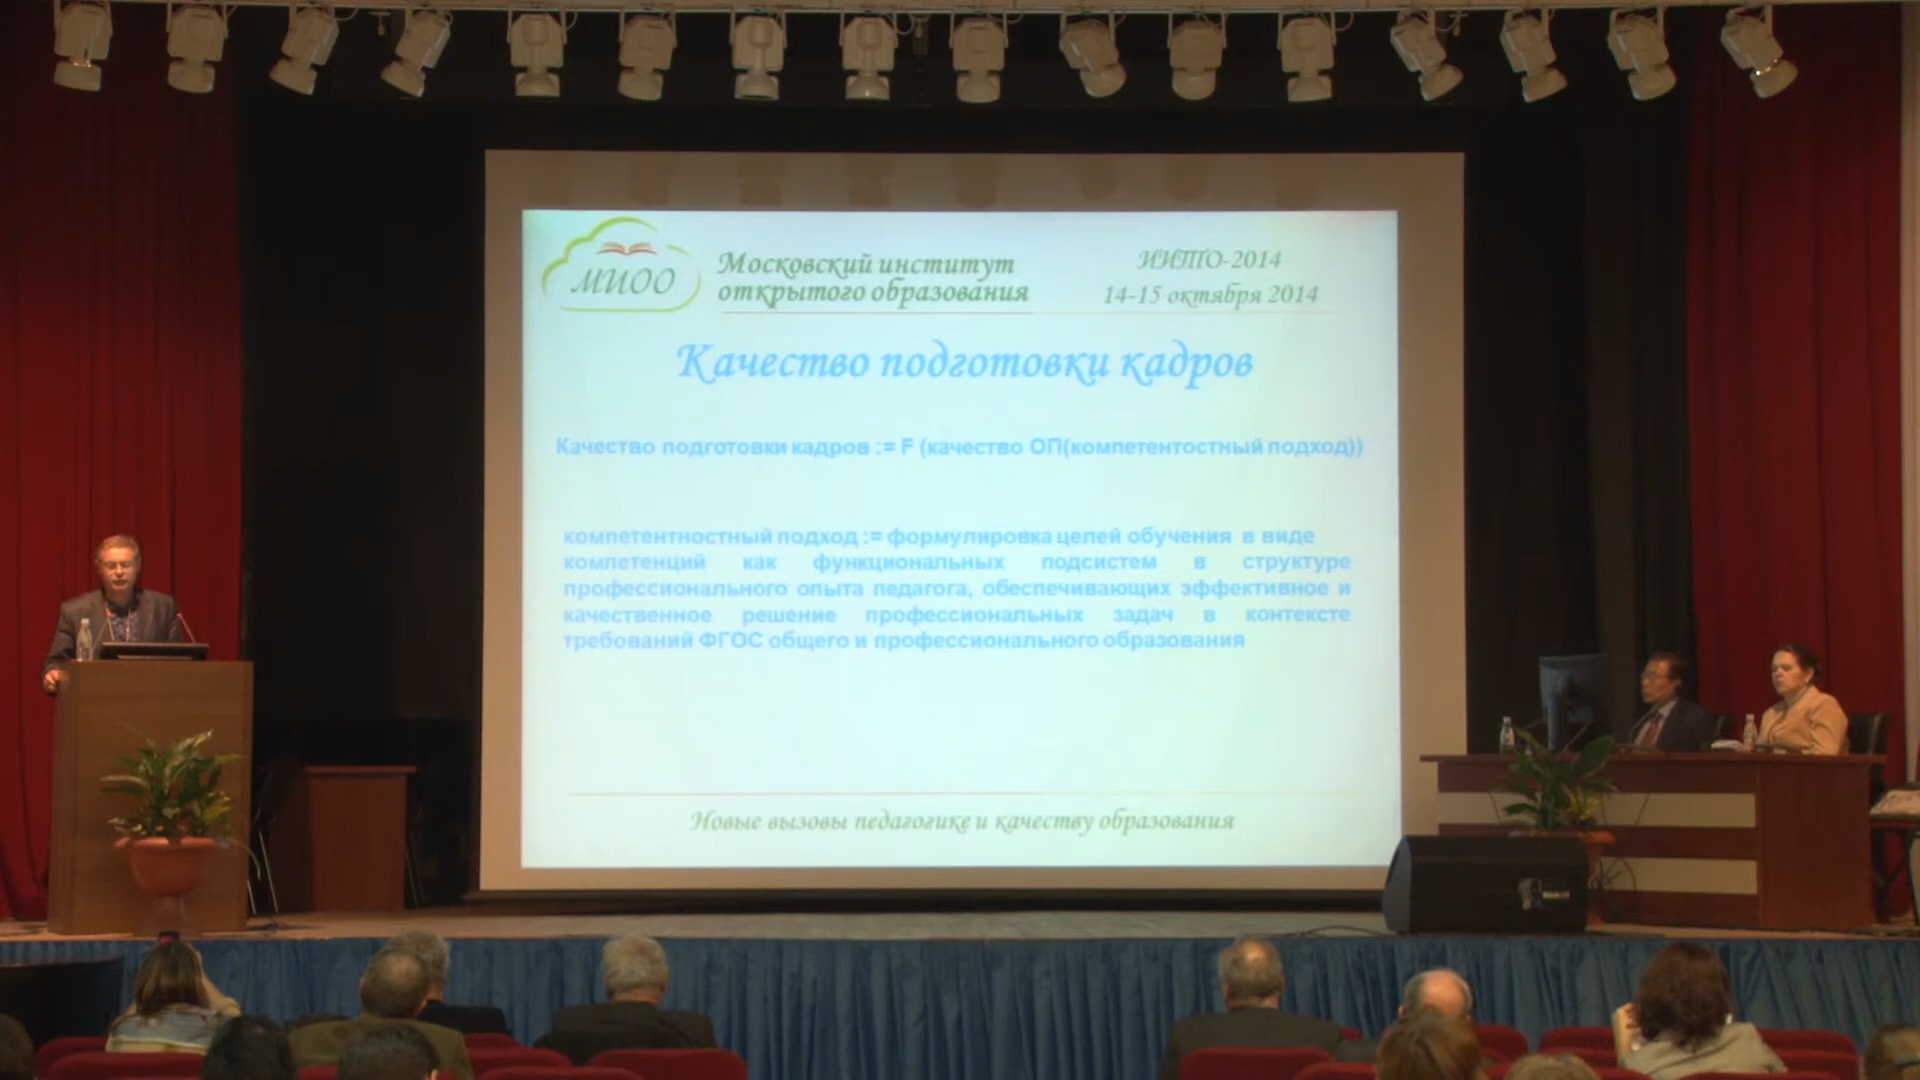 МИОО
Московский институт
открытого образования
ИИТО-2014
14-15 октября 2014
Качество подготовки кадров
Качество подготовки кадров := F (качество ОП(компетентостный подход))
компетентностный подход := формулировка целей обучения в виде
компетенций как функциональных подсистем в структуре
профессионального опыта педагога, обеспечивающих эффективное и
качественное решение профессиональных задач в контексте
требований ФГОС общего и профессионального образования
Новые вызовы педагогике и качеству образования